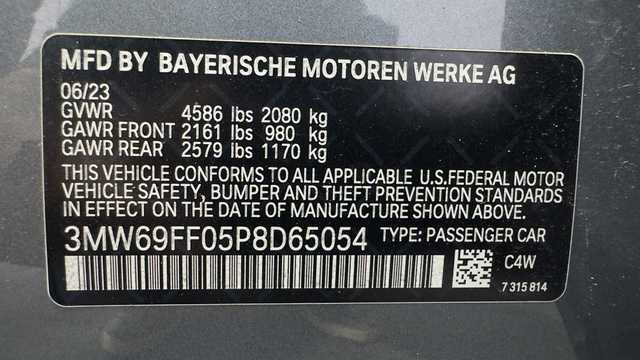 MFD BY BAYERISCHE MOTOREN WERKE AG
06/23
GVWR 4586 lbs 2080 kg
GAWR FRONT 2161 lbs 980 kg
GAWR REAR 2579 lbs 1170 kg
THIS VEHICLE CONFORMS TO ALL APPLICABLE U.S.FEDERAL MOTOR
VEHICLE SAFETY, BUMPER AND THEFT PREVENTION STANDARDS
IN EFFECT ON THE DATE OF MANUFACTURE SHOWN ABOVE.
3MW69FF05P8D65054 TYPE: PASSENGER CAR
C4W
7 315 814